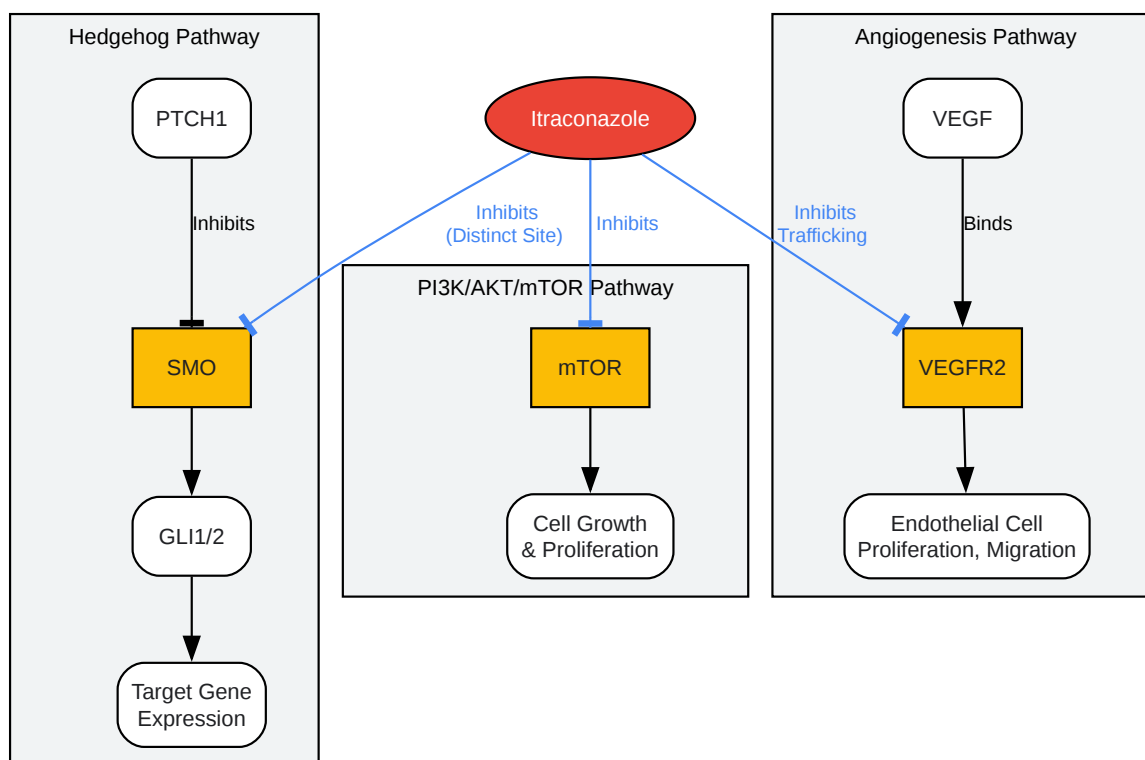 Hedgehog Pathway
PTCH1
Inhibits
SMO
GLI1/2
Target Gene
Expression
Itraconazole
Inhibits
(Distinct Site)
Inhibits
Inhibits
Trafficking
PI3K/AKT/mTOR Pathway
mTOR
Cell Growth
& Proliferation
Angiogenesis Pathway
VEGF
Binds
VEGFR2
Endothelial Cell
Proliferation, Migration